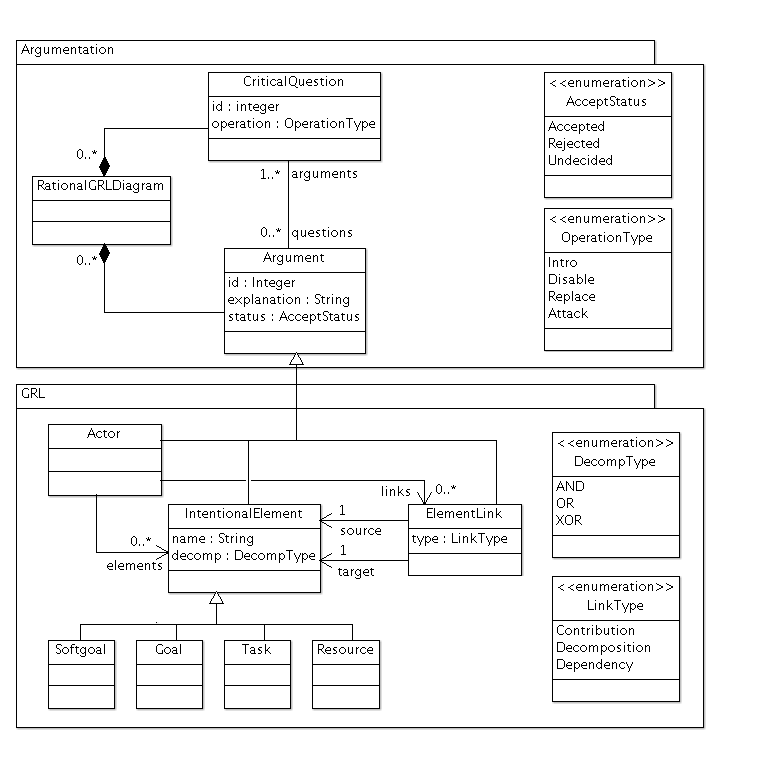 Argumentation
CriticalQuestion
id : integer
operation : OperationType
<<enumeration>>
AcceptStatus
Accepted
Rejected
Undecided
0..*
RationalGRLDiagram
0..*
1..* arguments
0..* questions
Argument
id : Integer
explanation : String
status : AcceptStatus
<<enumeration>>
OperationType
Intro
Disable
Replace
Attack
GRL
Actor
links 0..*
<<enumeration>>
DecompType
AND
OR
XOR
0..*
elements
IntentionalElement
name : String
decomp : DecompType
1
source
1
target
ElementLink
type : LinkType
<<enumeration>>
LinkType
Contribution
Decomposition
Dependency
Softgoal
Goal
Task
Resource